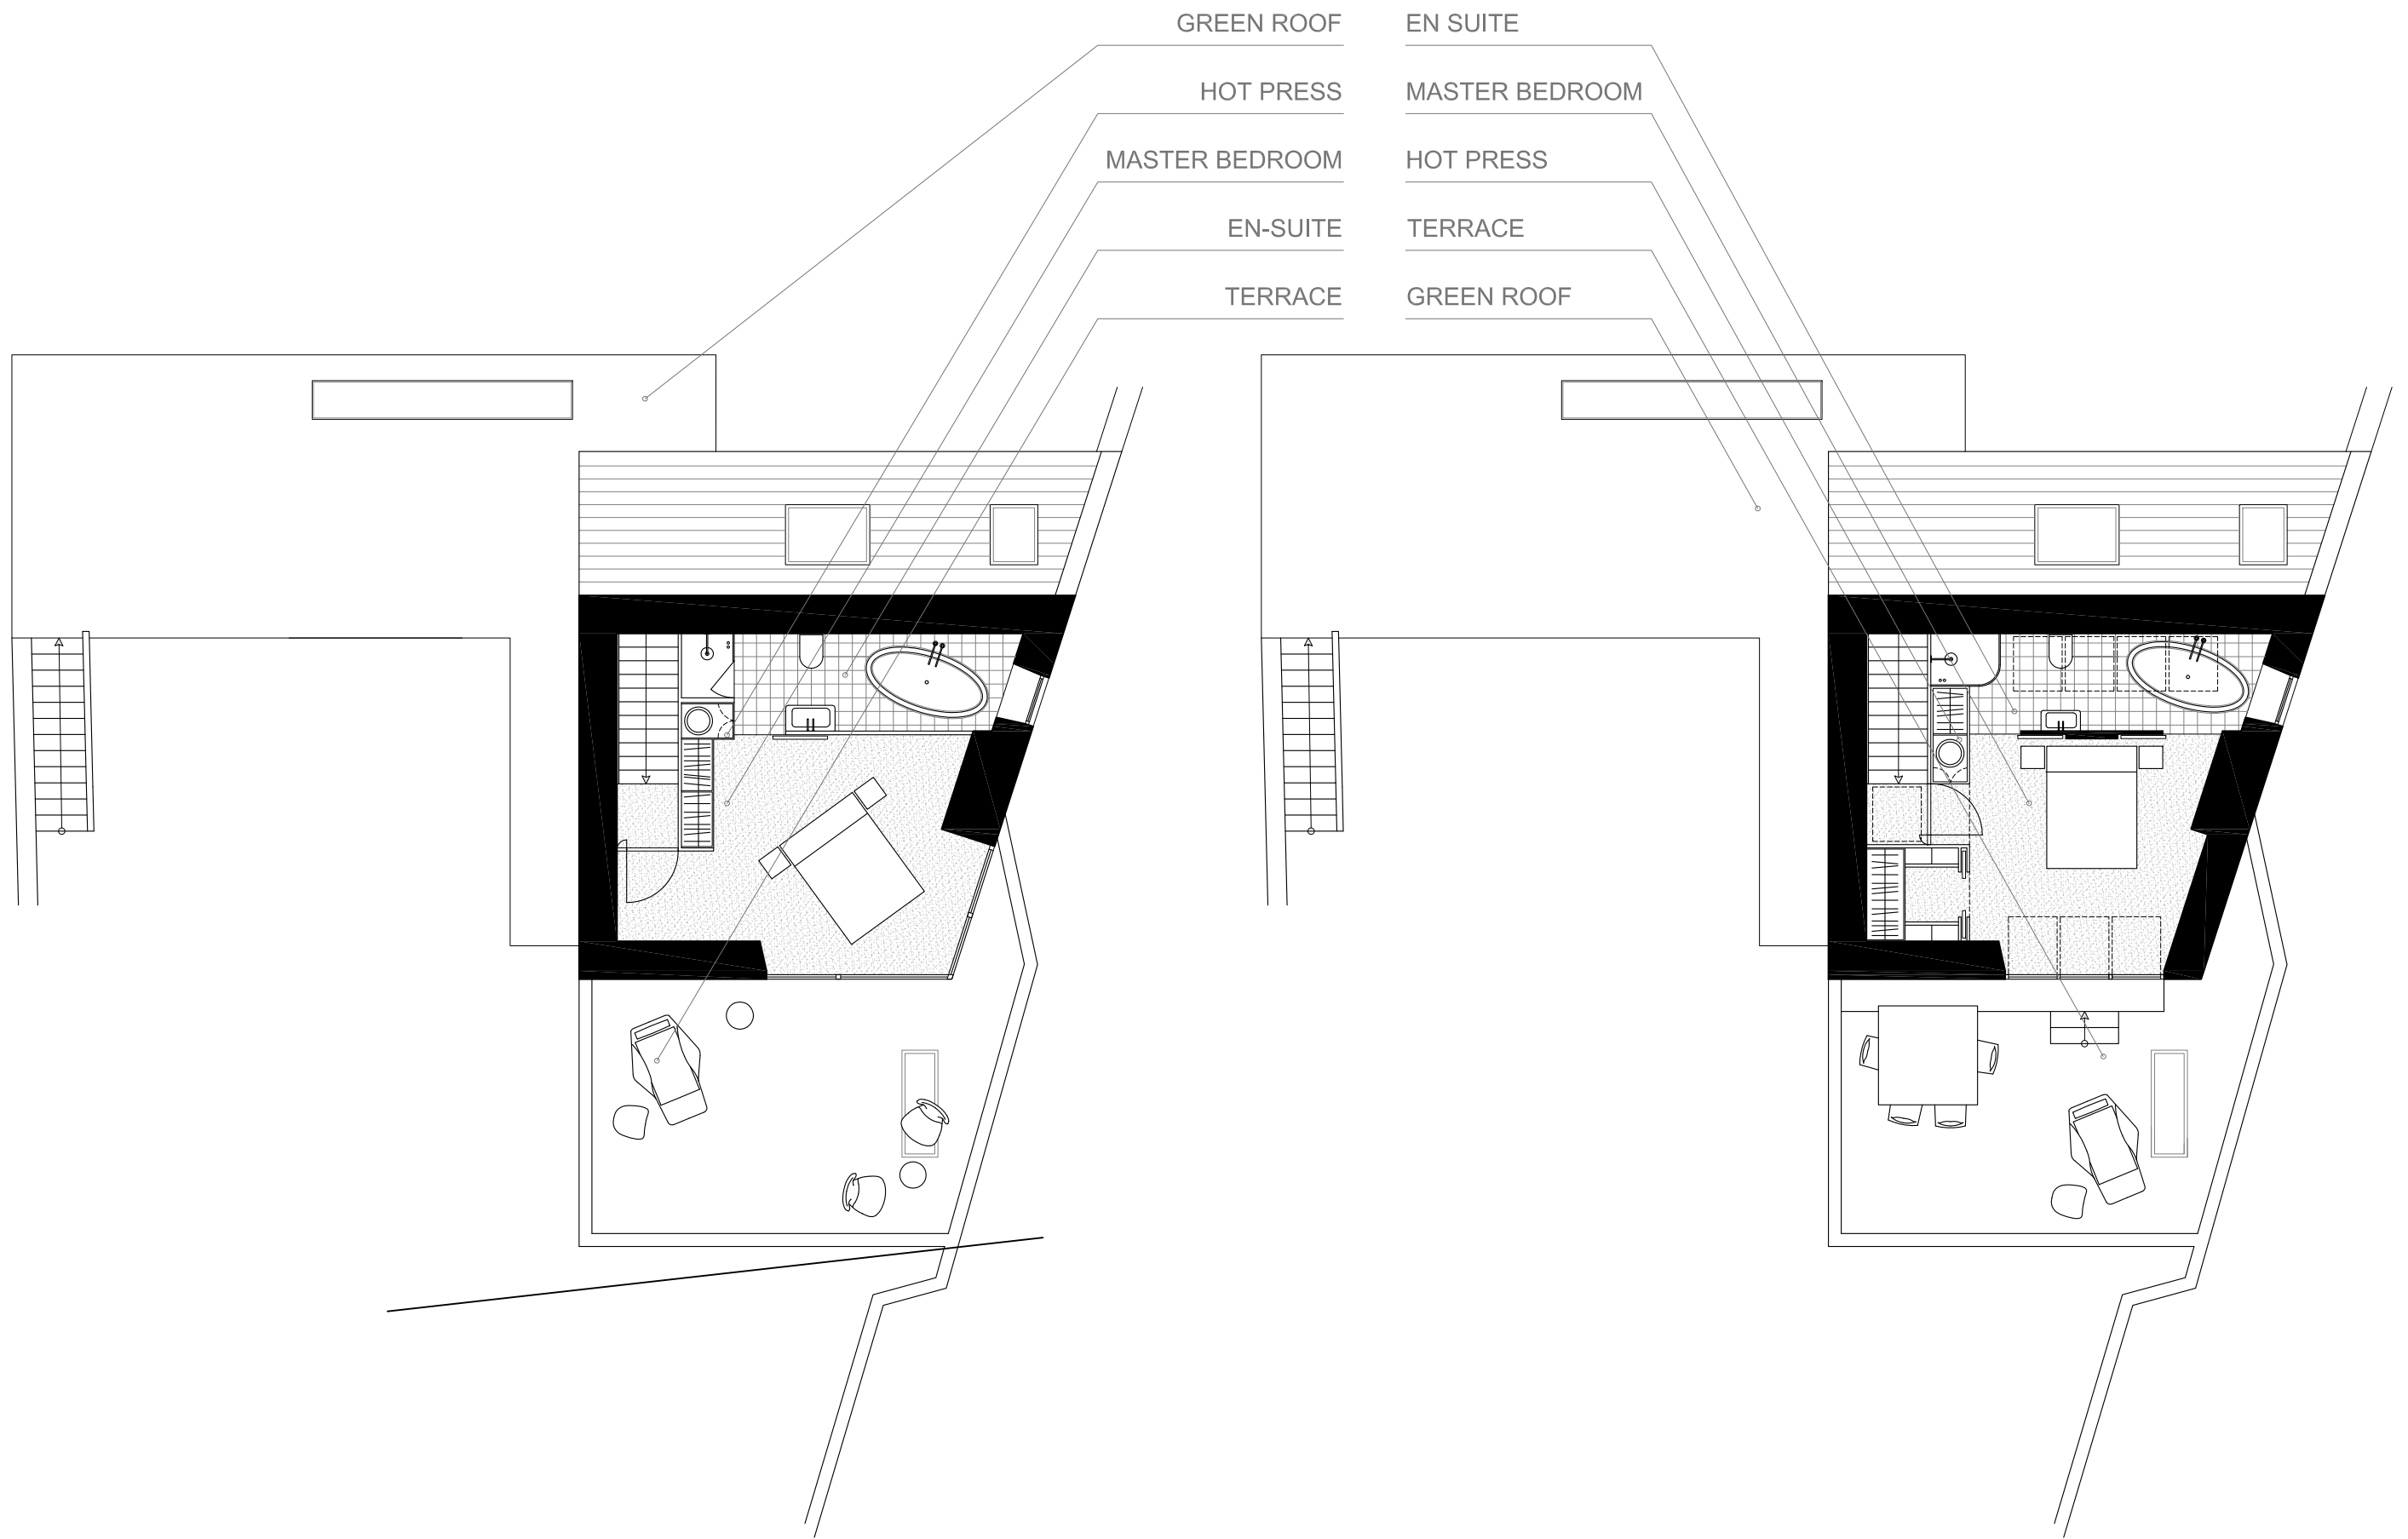 GREEN ROOF
HOT PRESS
MASTER BEDROOM
EN-SUITE
TERRACE
EN SUITE
MASTER BEDROOM
HOT PRESS
TERRACE
GREEN ROOF